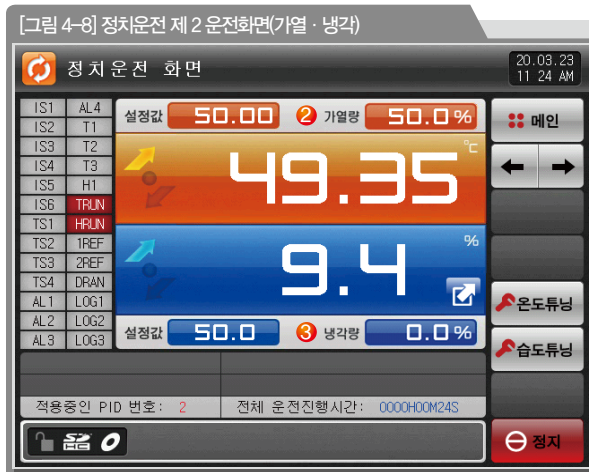 [그림 4-8] 정치운전 제 2 운전화면(가열 · 냉각)
정치운전 화면
20.03.23
11 24 AM
IS1 AL4
IS2 T1
IS3 T2
IS4 T3
IS5 H1
IS6 TRUN
TS1 HRUN
TS2 1REF
TS3 2REF
TS4 DRAN
AL1 LOG1
AL2 LOG2
AL3 LOG3
설정값 50.00 2 가열량 50.0 %
49.35 ℃
9.4 %
설정값 50.0 3 냉각량 0.0 %
적용중인 PID 번호: 2 전체 운전진행시간: 0000H00M24S
메인
온도튜닝
습도튜닝
정지
SD HC